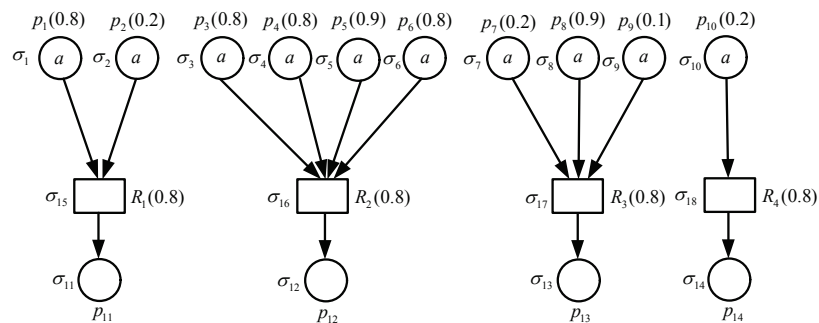 p₁(0.8) p₂(0.2) p₃(0.8) p₄(0.8) p₅(0.9) p₆(0.8) p₇(0.2) p₈(0.9) p₉(0.1) p₁₀(0.2)
σ₁ a σ₂ a σ₃ a σ₄ a σ₅ a σ₆ a σ₇ a σ₈ a σ₉ a σ₁₀ a
σ₁₅ R₁(0.8) σ₁₆ R₂(0.8) σ₁₇ R₃(0.8) σ₁₈ R₄(0.8)
σ₁₁ σ₁₂ σ₁₃ σ₁₄
p₁₁ p₁₂ p₁₃ p₁₄